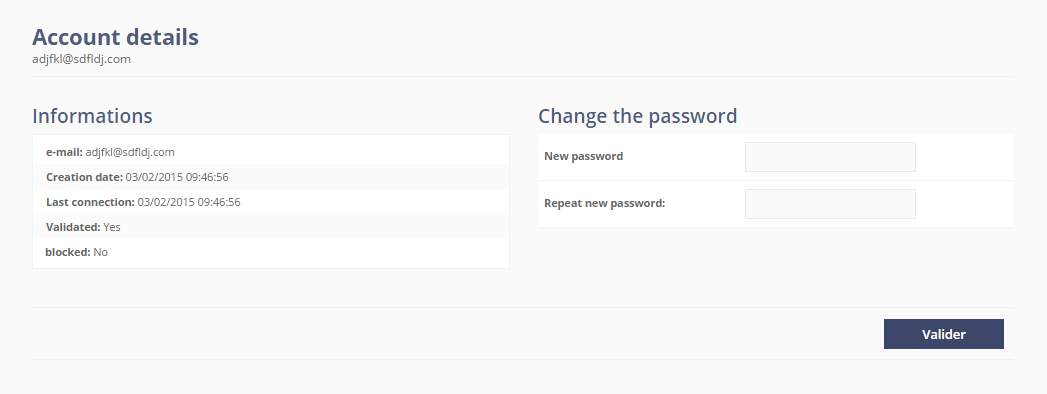 Account details
adjfkl@sdfldj.com
Informations
e-mail: adjfkl@sdfldj.com
Creation date: 03/02/2015 09:46:56
Last connection: 03/02/2015 09:46:56
Validated: Yes
blocked: No
Change the password
New password
Repeat new password:
Valider